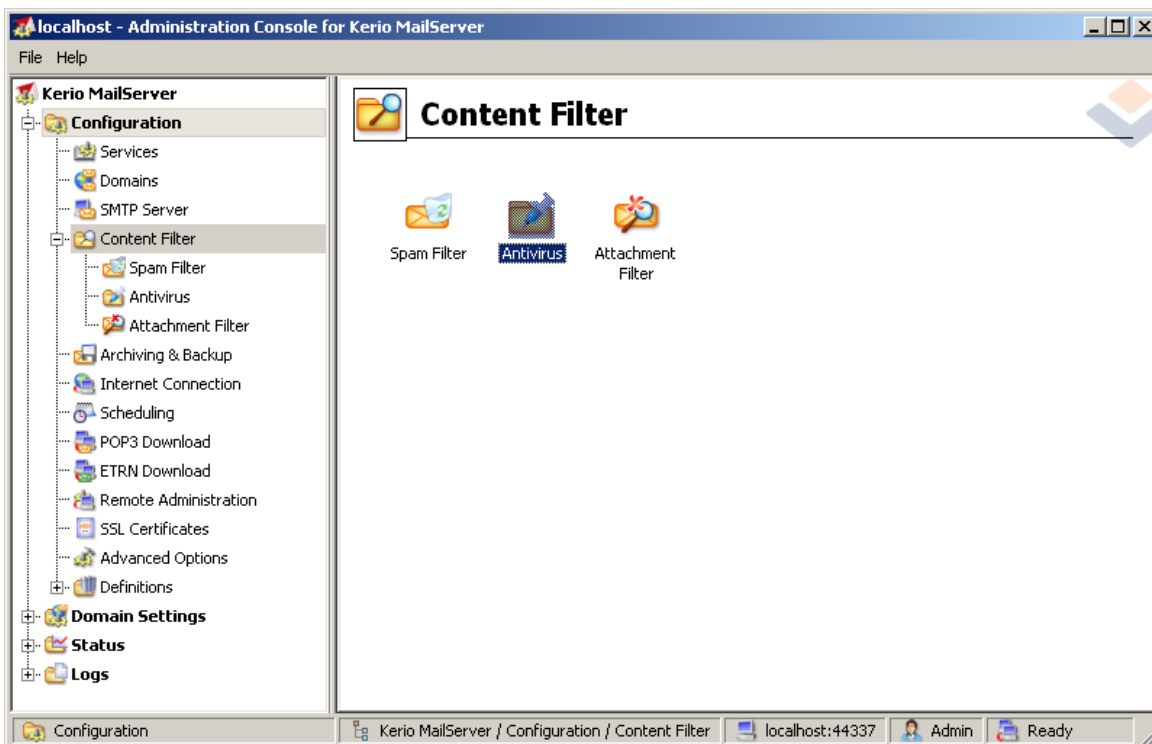 localhost - Administration Console for Kerio MailServer
File Help
Kerio MailServer
Configuration
Services
Domains
SMTP Server
Content Filter
Spam Filter
Antivirus
Attachment Filter
Archiving & Backup
Internet Connection
Scheduling
POP3 Download
ETRN Download
Remote Administration
SSL Certificates
Advanced Options
Definitions
Domain Settings
Status
Logs
Content Filter
Spam Filter
Antivirus
Attachment
Filter
Configuration
Kerio MailServer / Configuration / Content Filter
localhost:44337
Admin
Ready